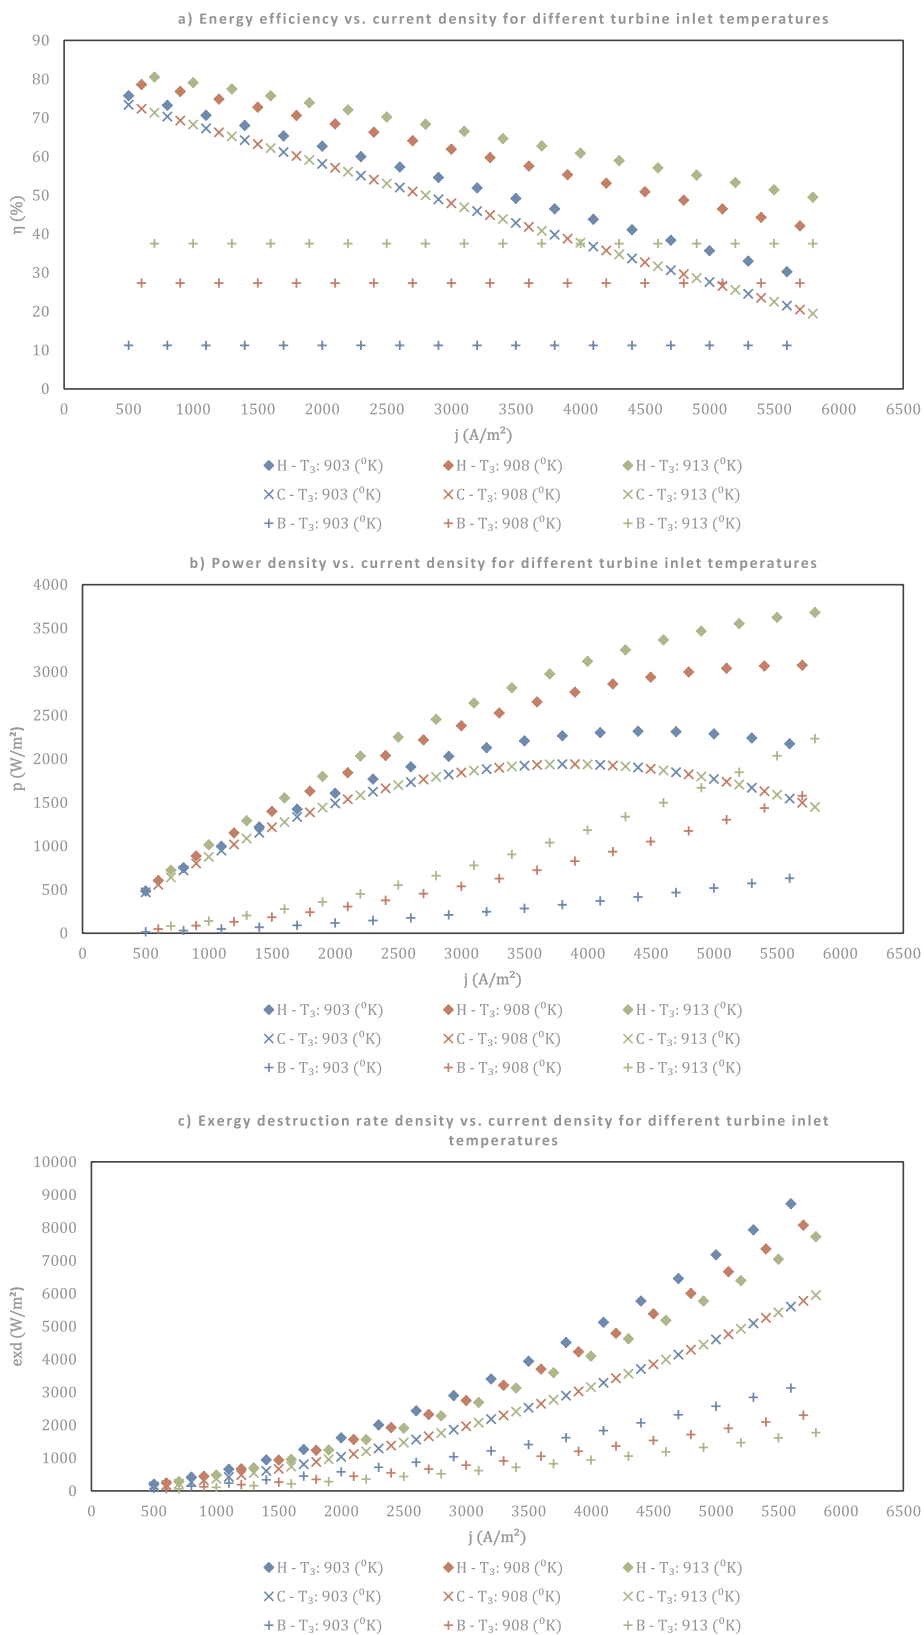 a) Energy efficiency vs. current density for different turbine inlet temperatures
90
80
70
60
50
40
30
20
10
0
η (%)
0 500 1000 1500 2000 2500 3000 3500 4000 4500 5000 5500 6000 6500
j (A/m²)
H - T₃: 903 (⁰K) H - T₃: 908 (⁰K) H - T₃: 913 (⁰K)
C - T₃: 903 (⁰K) C - T₃: 908 (⁰K) C - T₃: 913 (⁰K)
B - T₃: 903 (⁰K) B - T₃: 908 (⁰K) B - T₃: 913 (⁰K)
b) Power density vs. current density for different turbine inlet temperatures
4000
3500
3000
2500
2000
1500
1000
500
0
p (W/m²)
0 500 1000 1500 2000 2500 3000 3500 4000 4500 5000 5500 6000 6500
j (A/m²)
H - T₃: 903 (⁰K) H - T₃: 908 (⁰K) H - T₃: 913 (⁰K)
C - T₃: 903 (⁰K) C - T₃: 908 (⁰K) C - T₃: 913 (⁰K)
B - T₃: 903 (⁰K) B - T₃: 908 (⁰K) B - T₃: 913 (⁰K)
c) Exergy destruction rate density vs. current density for different turbine inlet
temperatures
10000
9000
8000
7000
6000
5000
4000
3000
2000
1000
0
exd (W/m²)
0 500 1000 1500 2000 2500 3000 3500 4000 4500 5000 5500 6000 6500
j (A/m²)
H - T₃: 903 (⁰K) H - T₃: 908 (⁰K) H - T₃: 913 (⁰K)
C - T₃: 903 (⁰K) C - T₃: 908 (⁰K) C - T₃: 913 (⁰K)
B - T₃: 903 (⁰K) B - T₃: 908 (⁰K) B - T₃: 913 (⁰K)